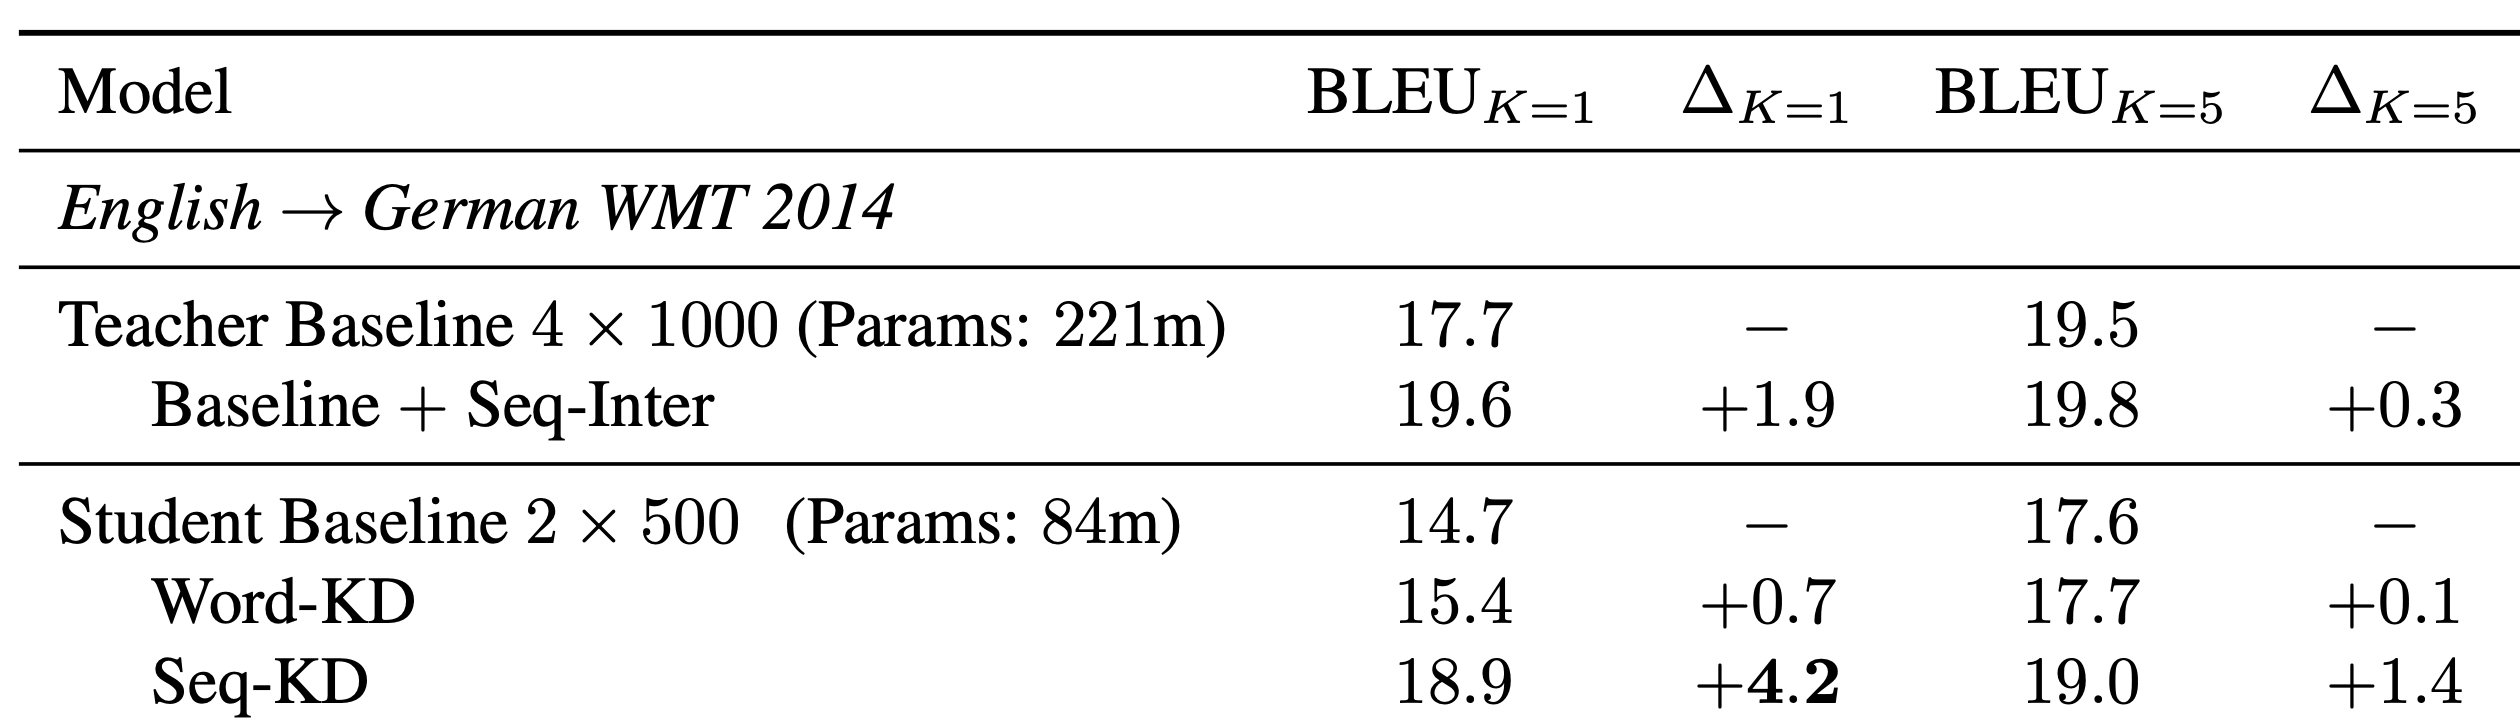 Model BLEU_{K=1} Δ_{K=1} BLEU_{K=5} Δ_{K=5}
English → German WMT 2014
Teacher Baseline 4 × 1000 (Params: 221m) 17.7 − 19.5 −
Baseline + Seq-Inter 19.6 +1.9 19.8 +0.3
Student Baseline 2 × 500 (Params: 84m) 14.7 − 17.6 −
Word-KD 15.4 +0.7 17.7 +0.1
Seq-KD 18.9 +4.2 19.0 +1.4